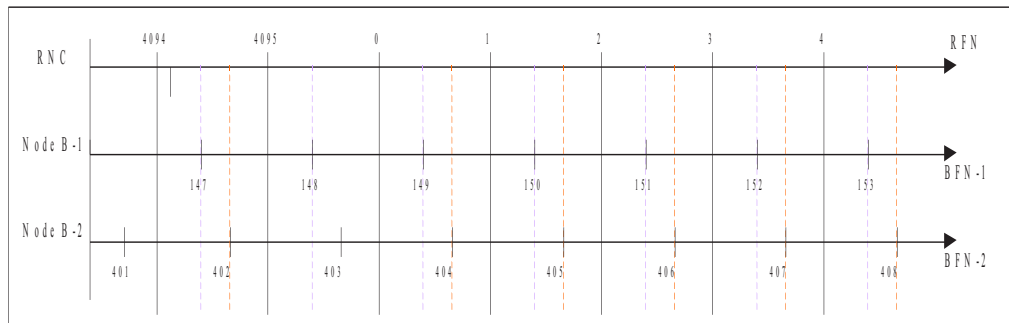 4094 4095 0 1 2 3 4
RNC RFN
Node B-1
147 148 149 150 151 152 153
BFN-1
Node B-2
401 402 403 404 405 406 407 408
BFN-2